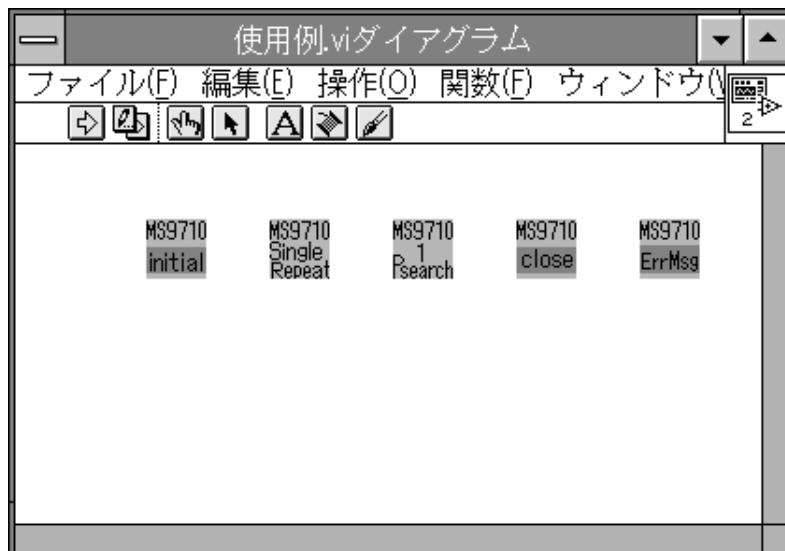 使用例.viダイアグラム
ファイル(F) 編集(E) 操作(O) 関数(F) ウィンドウ(
A
2
MS9710 MS9710 MS9710 MS9710 MS9710
initial Single Repeat 1 Psearch close ErrMsg